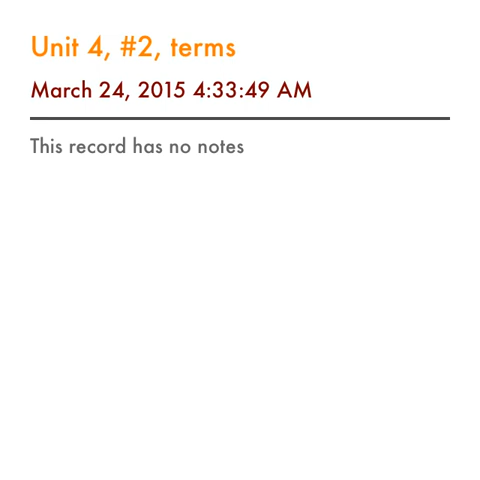 Unit 4, #2, terms
March 24, 2015 4:33:49 AM
This record has no notes